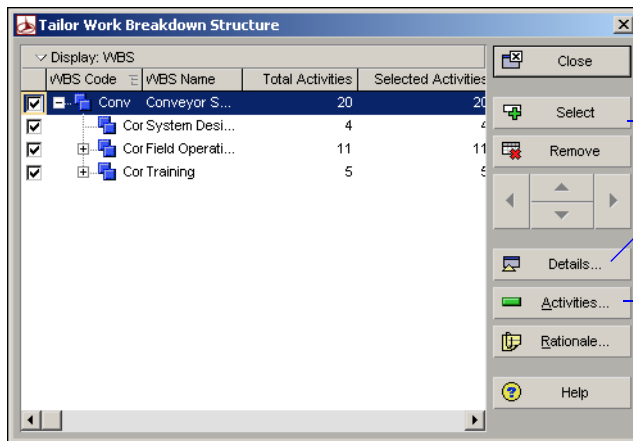 Tailor Work Breakdown Structure
Display: WBS
WBS Code WBS Name Total Activities Selected Activities
Conv Conveyor S... 20 20
Cor System Desi... 4 4
Cor Field Operati... 11 11
Cor Training 5 5
Close
Select
Remove
Details...
Activities...
Rationale...
Help